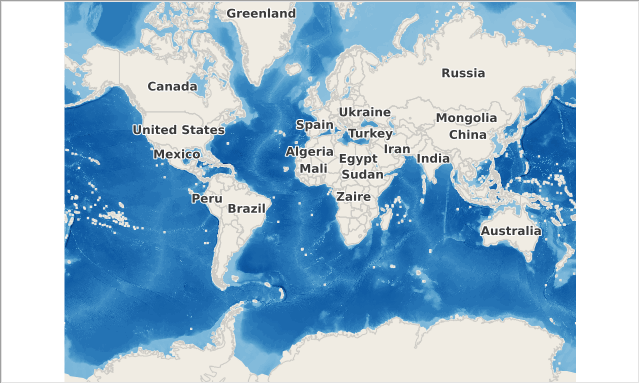 Greenland
Russia
Canada
Ukraine
Mongolia
Spain
United States
Turkey
China
Iran
Algeria
Mexico
Egypt
India
Mali
Sudan
Peru
Zaire
Brazil
Australia